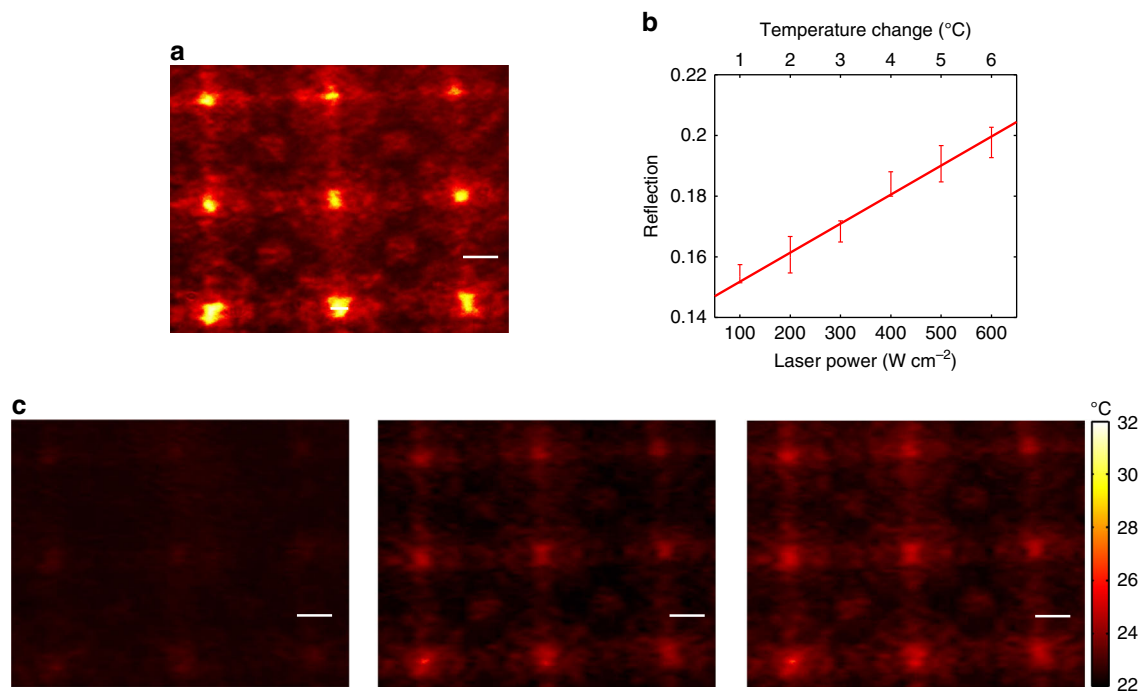 a
b
Temperature change (°C)
1 2 3 4 5 6
0.22
0.2
0.18
0.16
0.14
Reflection
100 200 300 400 500 600
Laser power (W cm⁻²)
c
°C
32
30
28
26
24
22